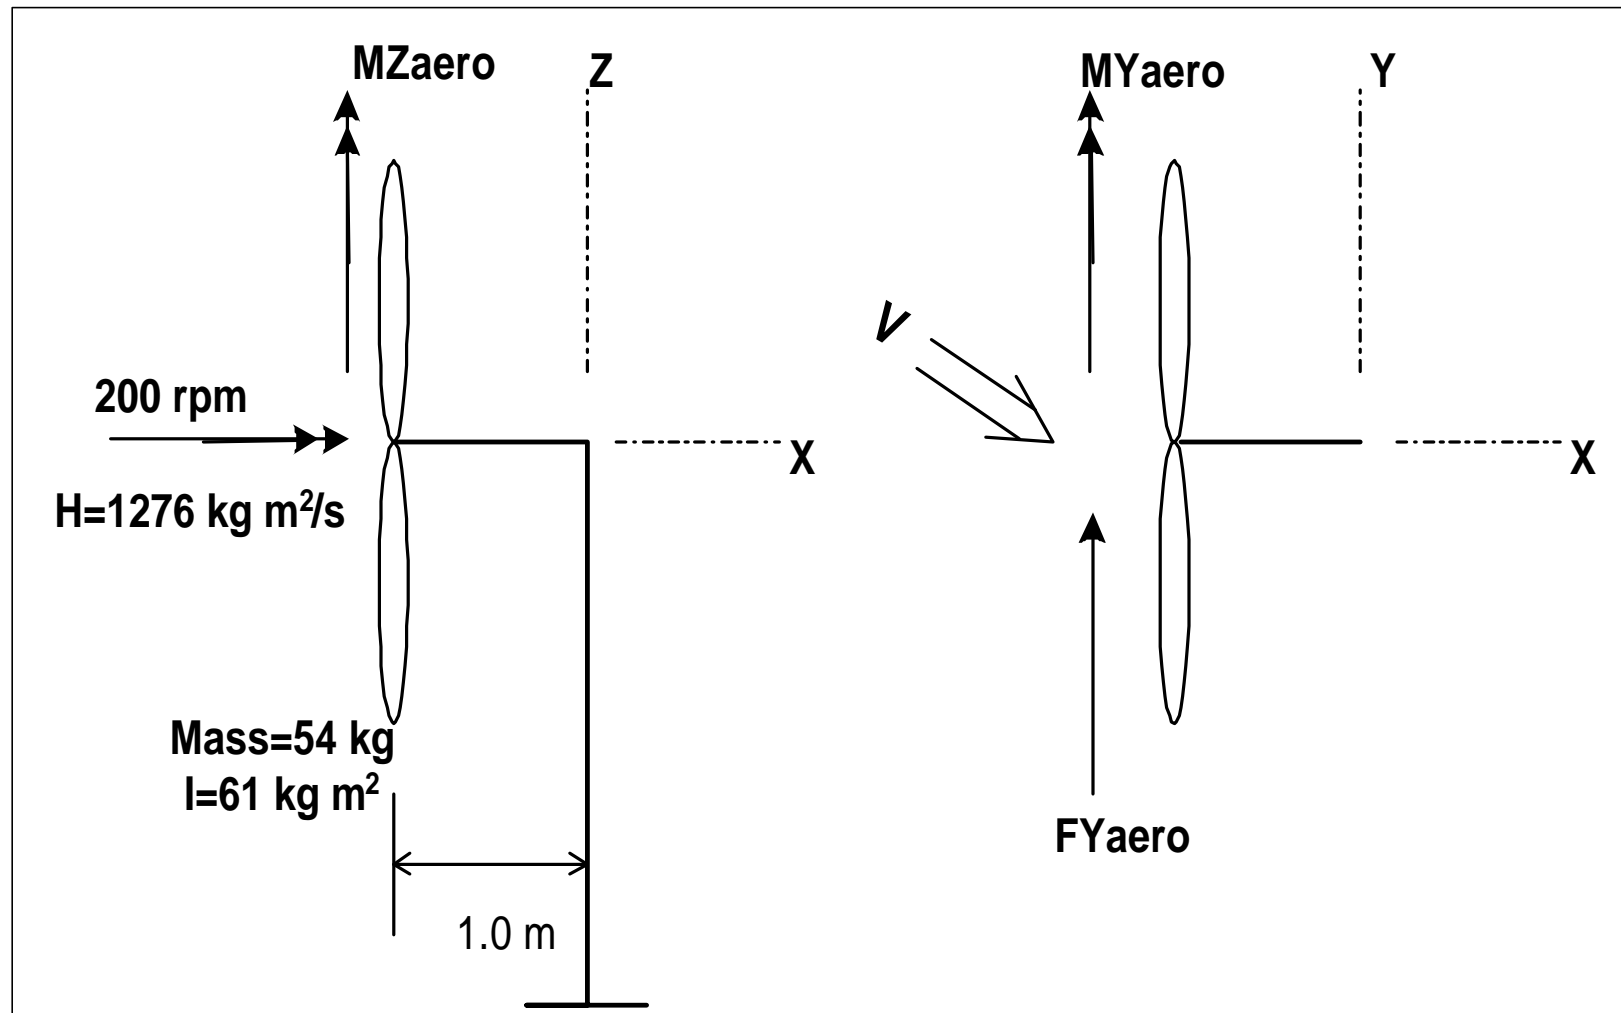 MZaero
Z
MYaero
Y
V
200 rpm
X
X
H=1276 kg m²/s
Mass=54 kg
I=61 kg m²
FYaero
1.0 m